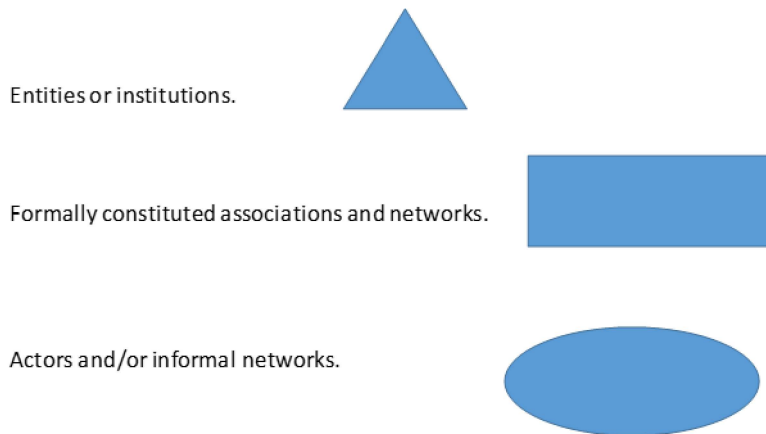 Entities or institutions.
Formally constituted associations and networks.
Actors and/or informal networks.